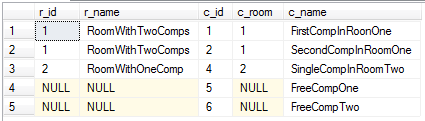 r_id r_name c_id c_room c_name
1 1 RoomWithTwoComps 1 1 FirstCompInRoonOne
2 1 RoomWithTwoComps 2 1 SecondCompInRoomOne
3 2 RoomWithOneComp 4 2 SingleCompInRoomTwo
4 NULL NULL 5 NULL FreeCompOne
5 NULL NULL 6 NULL FreeCompTwo